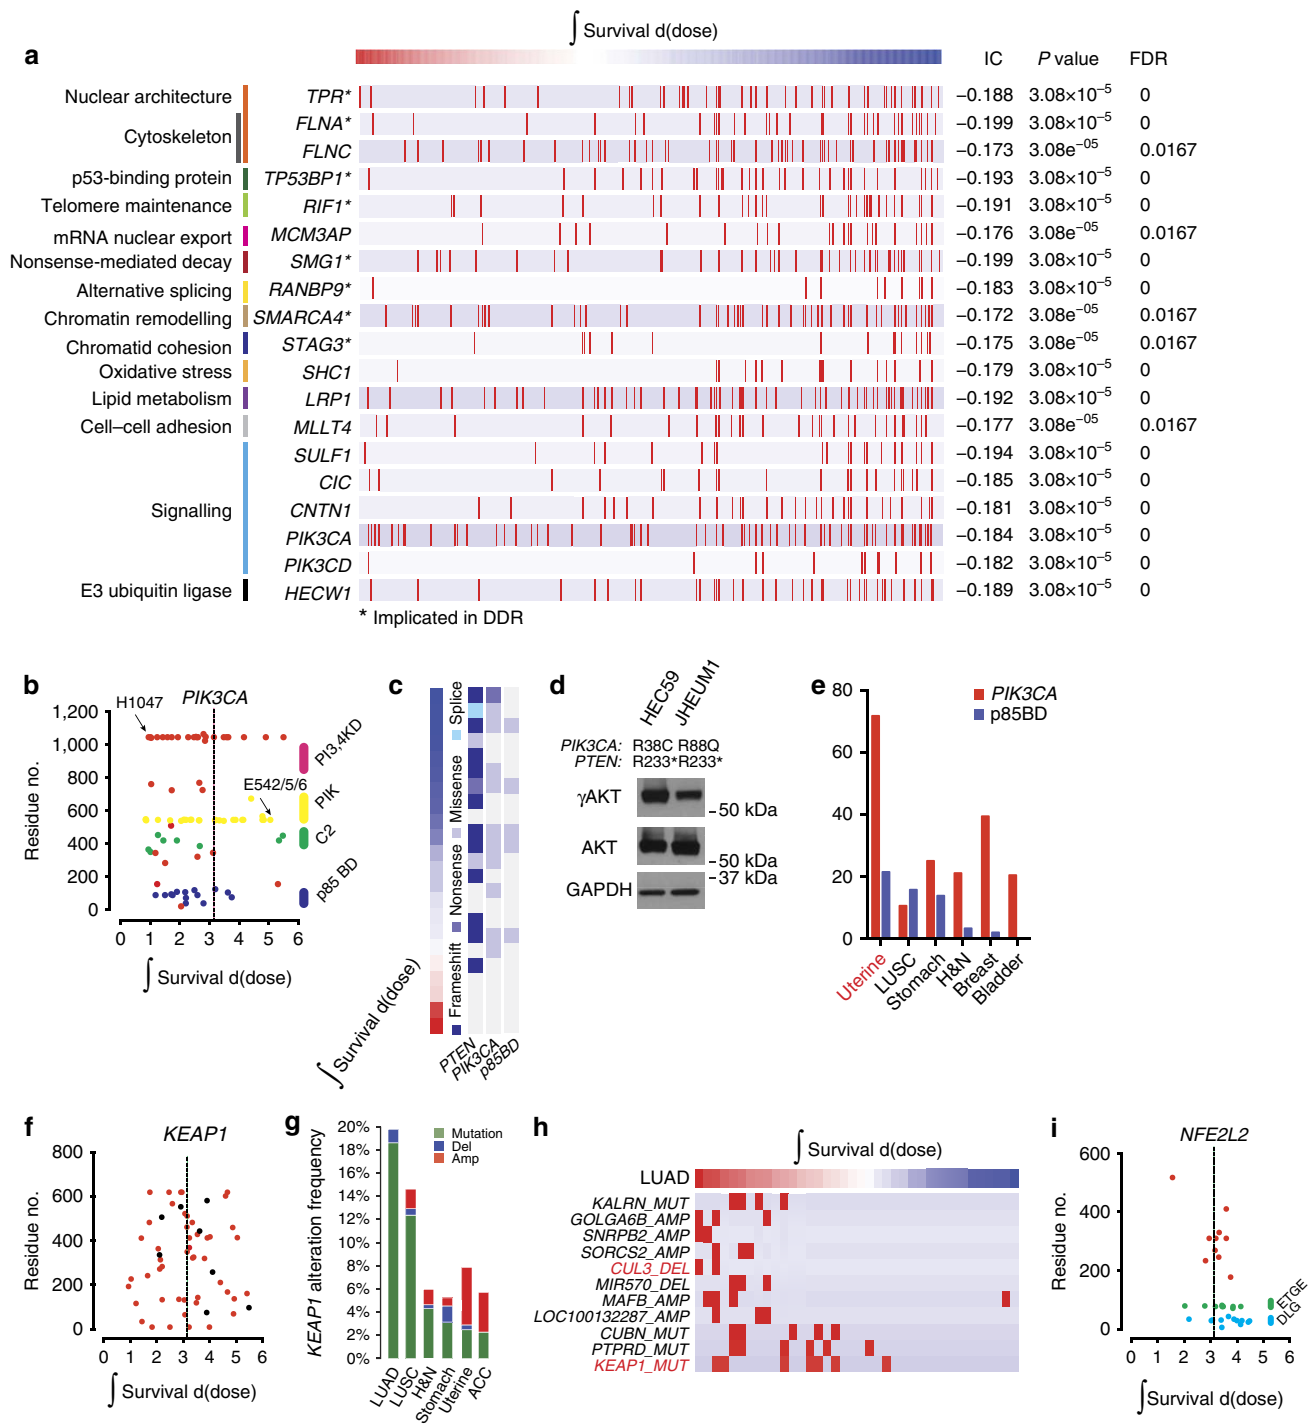 ∫ Survival d(dose)
a
IC P value FDR
Nuclear architecture TPR* −0.188 3.08×10⁻⁵ 0
Cytoskeleton FLNA* −0.199 3.08×10⁻⁵ 0
FLNC −0.173 3.08e⁻⁰⁵ 0.0167
p53-binding protein TP53BP1* −0.193 3.08×10⁻⁵ 0
Telomere maintenance RIF1* −0.191 3.08×10⁻⁵ 0
mRNA nuclear export MCM3AP −0.176 3.08e⁻⁰⁵ 0.0167
Nonsense-mediated decay SMG1* −0.199 3.08×10⁻⁵ 0
Alternative splicing RANBP9* −0.183 3.08×10⁻⁵ 0
Chromatin remodelling SMARCA4* −0.172 3.08e⁻⁰⁵ 0.0167
Chromatid cohesion STAG3* −0.175 3.08e⁻⁰⁵ 0.0167
Oxidative stress SHC1 −0.179 3.08×10⁻⁵ 0
Lipid metabolism LRP1 −0.192 3.08×10⁻⁵ 0
Cell–cell adhesion MLLT4 −0.177 3.08e⁻⁰⁵ 0.0167
SULF1 −0.194 3.08×10⁻⁵ 0
CIC −0.185 3.08×10⁻⁵ 0
Signalling CNTN1 −0.181 3.08×10⁻⁵ 0
PIK3CA −0.184 3.08×10⁻⁵ 0
PIK3CD −0.182 3.08×10⁻⁵ 0
E3 ubiquitin ligase HECW1 −0.189 3.08×10⁻⁵ 0
* Implicated in DDR
b
PIK3CA
H1047
E542/5/6
Residue no.
1,200
1,000
800
600
400
200
0
PI3,4KD
PIK
C2
p85 BD
0 1 2 3 4 5 6
∫ Survival d(dose)
c
Splice
Missense
Nonsense
Frameshift
∫ Survival d(dose)
PTEN
PIK3CA
p85BD
d
HEC59
JHEUM1
PIK3CA: R38C R88Q
PTEN: R233* R233*
γAKT
50 kDa
AKT
50 kDa
37 kDa
GAPDH
e
PIK3CA
p85BD
80
60
40
20
0
Uterine
LUSC
Stomach
H&N
Breast
Bladder
f
KEAP1
Residue no.
800
600
400
200
0
0 1 2 3 4 5 6
∫ Survival d(dose)
g
KEAP1 alteration frequency
20%
18%
16%
14%
12%
10%
8%
6%
4%
2%
0%
Mutation
Del
Amp
LUAD
LUSC
H&N
Stomach
Uterine
ACC
h
∫ Survival d(dose)
LUAD
KALRN_MUT
GOLGA6B_AMP
SNRPB2_AMP
SORCS2_AMP
CUL3_DEL
MIR570_DEL
MAFB_AMP
LOC100132287_AMP
CUBN_MUT
PTPRD_MUT
KEAP1_MUT
i
NFE2L2
Residue no.
600
400
200
0
ETGE
DLG
0 1 2 3 4 5 6
∫ Survival d(dose)